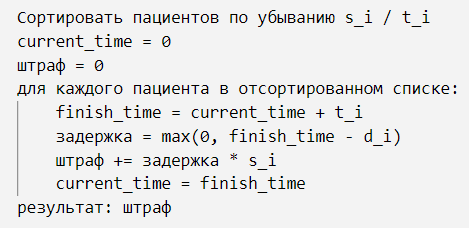 Сортировать пациентов по убыванию s_i / t_i
current_time = 0
штраф = 0
для каждого пациента в отсортированном списке:
    finish_time = current_time + t_i
    задержка = max(0, finish_time - d_i)
    штраф += задержка * s_i
    current_time = finish_time
результат: штраф